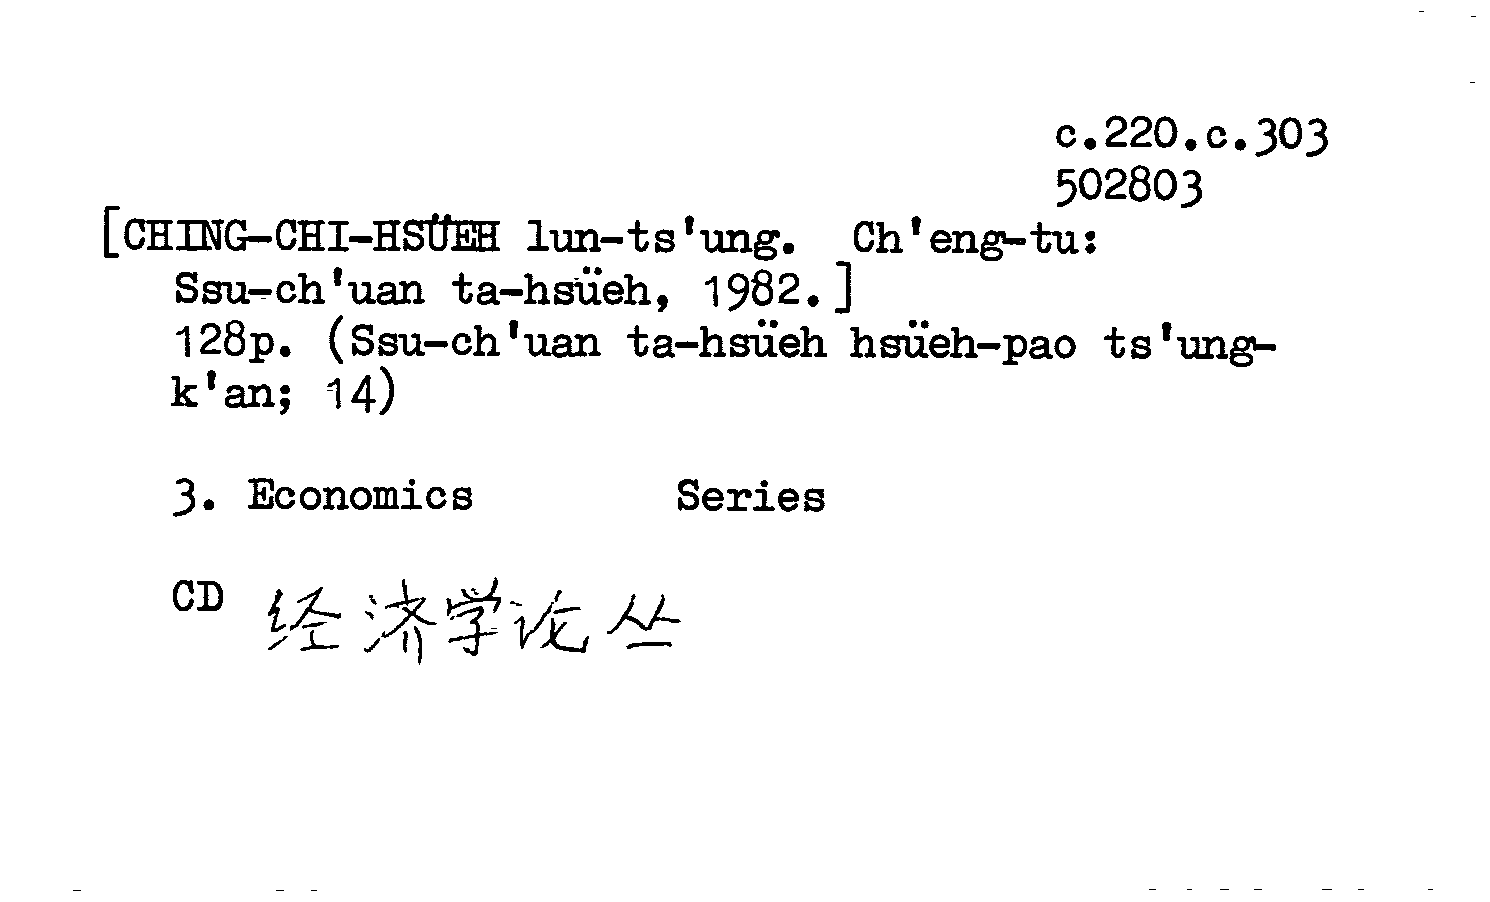 c.220.c.303
502803
[CHING-CHI-HSÜEH lun-ts'ung. Ch'eng-tu:
Ssu-ch'uan ta-hsüeh, 1982.]
128p. (Ssu-ch'uan ta-hsüeh hsüeh-pao ts'ung-
k'an; 14)
3. Economics Series
CD 经济学论丛